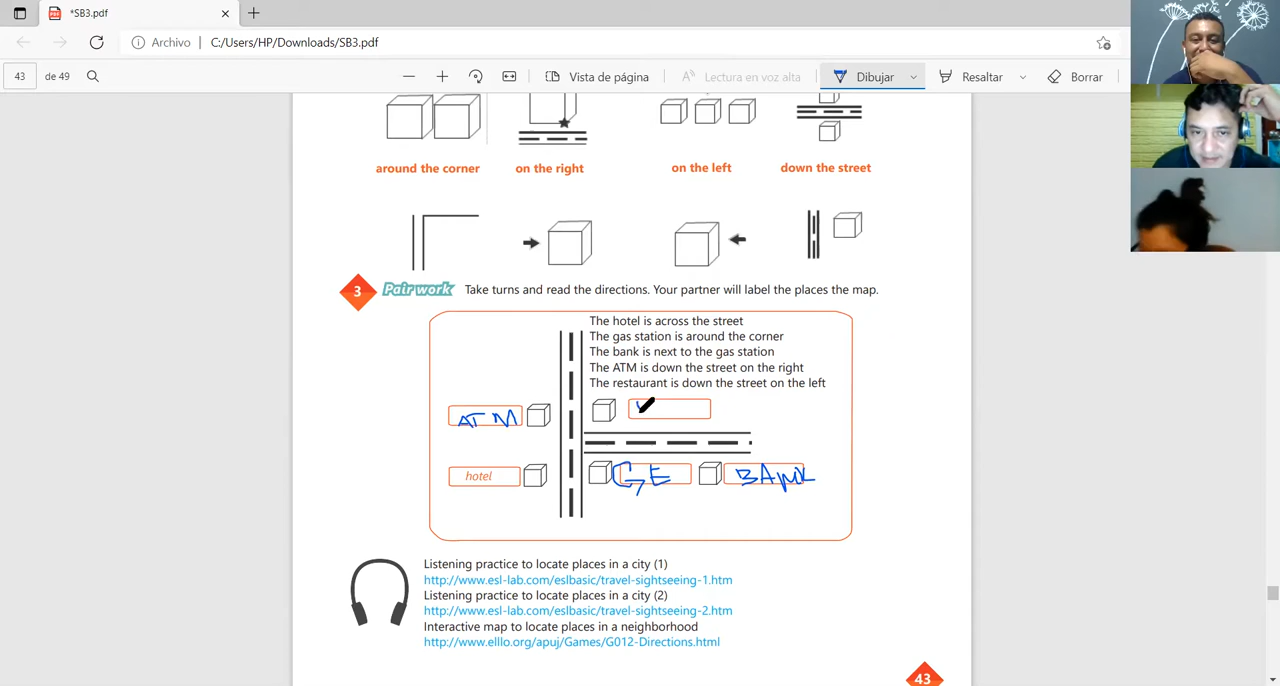 *SB3.pdf
Archivo
C:/Users/HP/Downloads/SB3.pdf
43
de 49
Vista de página
Lectura en voz alta
Dibujar
Resaltar
Borrar
around the corner
on the right
on the left
down the street
3
Pair work
Take turns and read the directions. Your partner will label the places the map.
The hotel is across the street
The gas station is around the corner
The bank is next to the gas station
The ATM is down the street on the right
The restaurant is down the street on the left
ATM
hotel
GE
BANK
Listening practice to locate places in a city (1)
http://www.esl-lab.com/eslbasic/travel-sightseeing-1.htm
Listening practice to locate places in a city (2)
http://www.esl-lab.com/eslbasic/travel-sightseeing-2.htm
Interactive map to locate places in a neighborhood
http://www.elllo.org/apuj/Games/G012-Directions.html
43